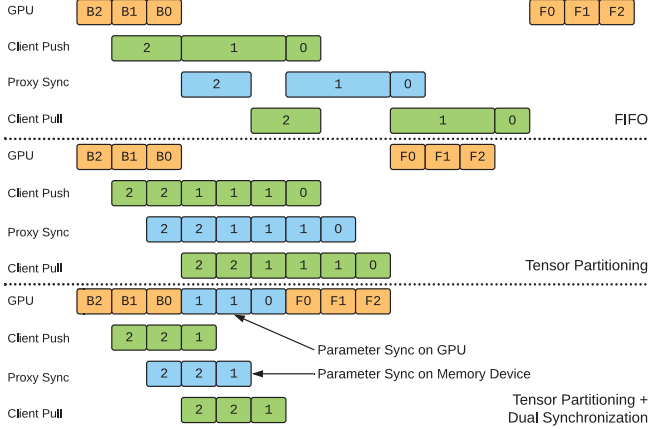 GPU B2 B1 B0 F0 F1 F2
Client Push 2 1 0
Proxy Sync 2 1 0
Client Pull 2 1 0 FIFO
GPU B2 B1 B0 F0 F1 F2
Client Push 2 2 1 1 1 0
Proxy Sync 2 2 1 1 1 0
Client Pull 2 2 1 1 1 0 Tensor Partitioning
GPU B2 B1 B0 1 1 0 F0 F1 F2
Client Push 2 2 1
Parameter Sync on GPU
Proxy Sync 2 2 1 Parameter Sync on Memory Device
Client Pull 2 2 1
Tensor Partitioning +
Dual Synchronization